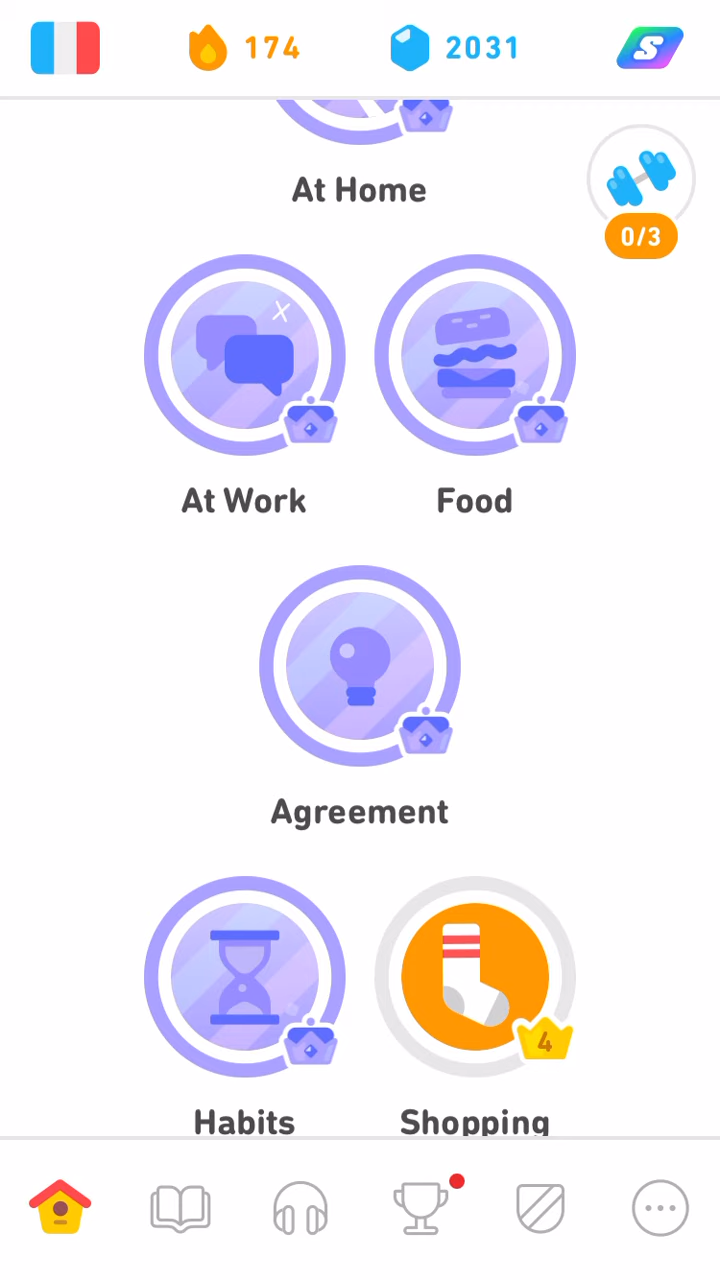 174
2031
S
At Home
0/3
At Work
Food
Agreement
4
Habits
Shopping